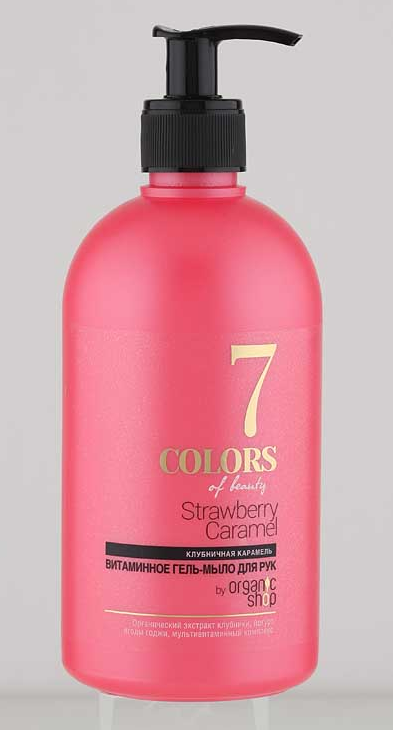 7
COLORS
of beauty
Strawberry
Caramel
КЛУБНИЧНАЯ КАРАМЕЛЬ
ВИТАМИННОЕ ГЕЛЬ-МЫЛО ДЛЯ РУК
by organic
shop
Органический экстракт клубники, йогурт,
ягоды годжи, мультивитаминный комплекс